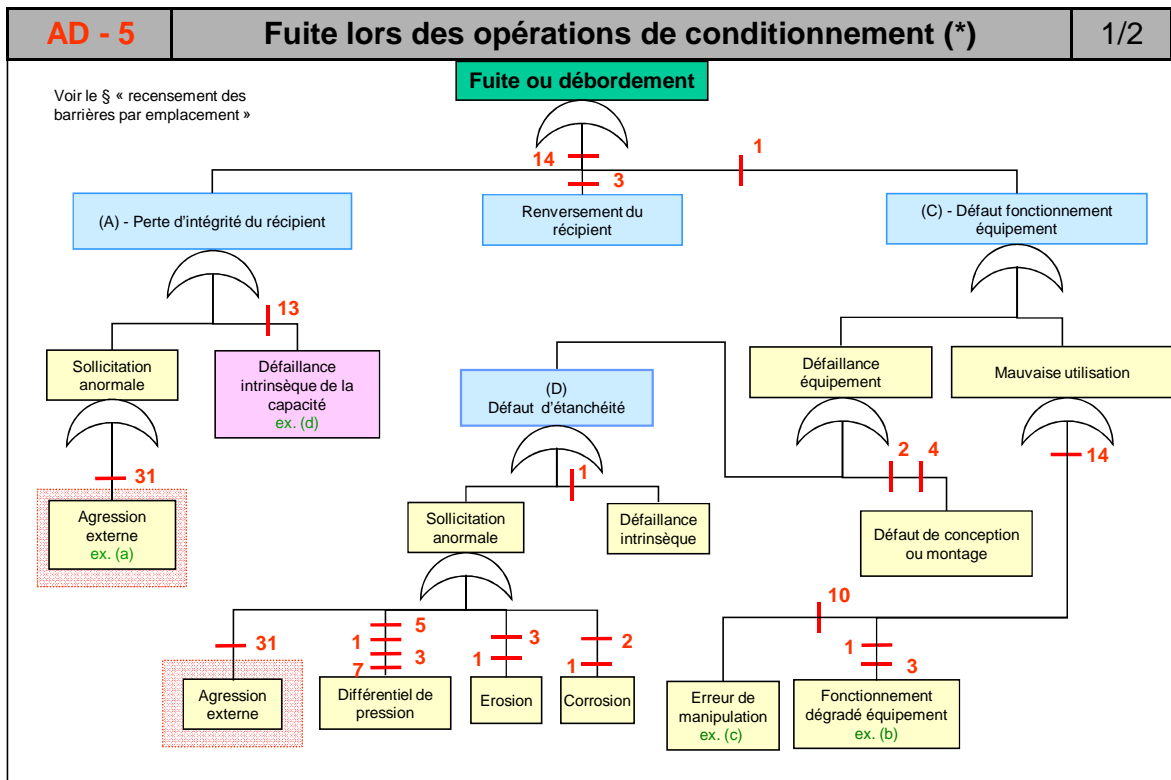 AD - 5
Fuite lors des opérations de conditionnement (*)
1/2
Voir le § « recensement des
barrières par emplacement »
Fuite ou débordement
14
3
1
(A) - Perte d'intégrité du récipient
Renversement du
récipient
(C) - Défaut fonctionnement
équipement
13
Sollicitation
anormale
Défaillance
intrinsèque de la
capacité
ex. (d)
(D)
Défaut d'étanchéité
Défaillance
équipement
Mauvaise utilisation
31
1
2
4
14
Agression
externe
ex. (a)
Sollicitation
anormale
Défaillance
intrinsèque
Défaut de conception
ou montage
10
31
5
1
3
7
3
1
2
1
1
3
Agression
externe
Différentiel de
pression
Erosion
Corrosion
Erreur de
manipulation
ex. (c)
Fonctionnement
dégradé équipement
ex. (b)